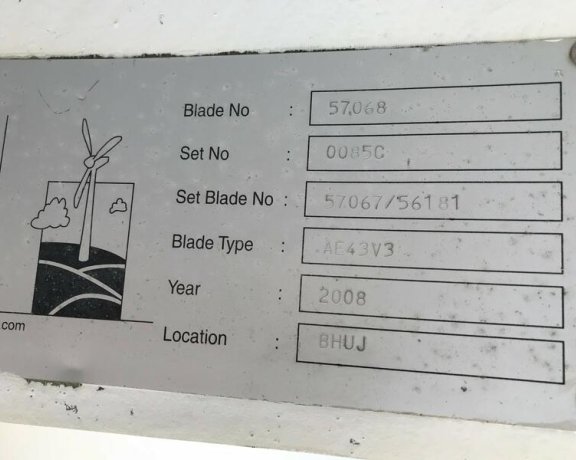 Blade No : 57068
Set No : 0085C
Set Blade No : 57067/56181
Blade Type : AE43V3
Year : 2008
Location : BHUJ
.com